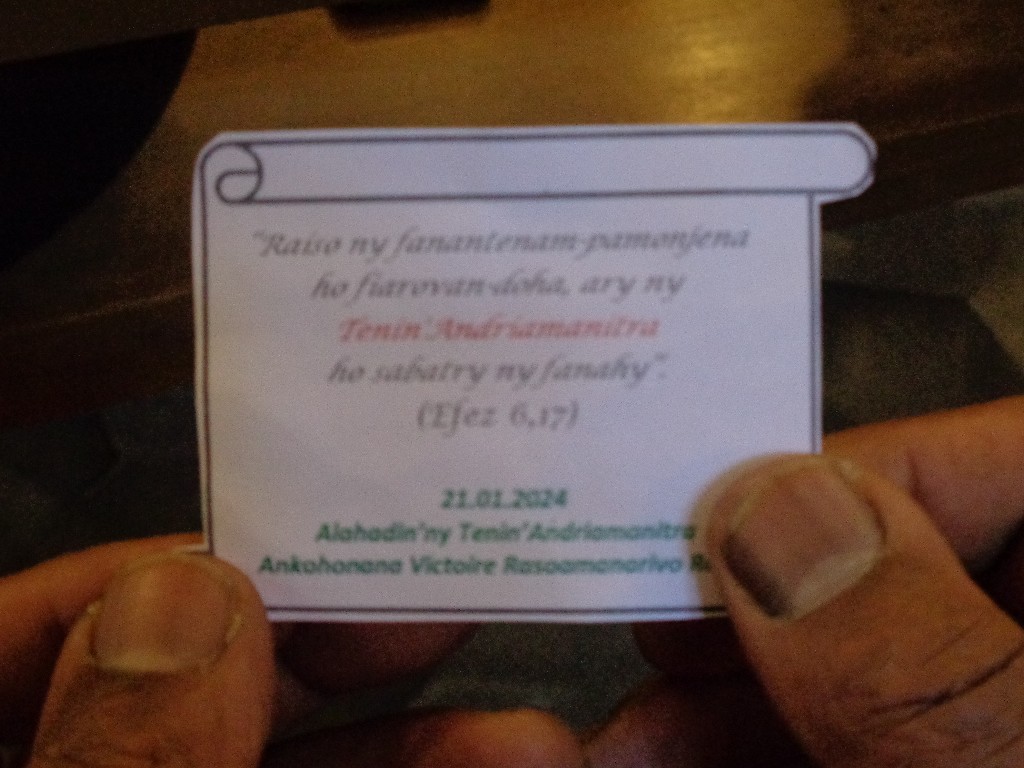 "Raiso ny fanantenam-pamonjena
ho fiarovan-doha, ary ny
Tenin'Andriamanitra
ho sabatry ny fanahy".
(Efez 6,17)
21.01.2024
Alahadin'ny Tenin'Andriamanitra
Ankohonana Victoire Rasoamanarivo